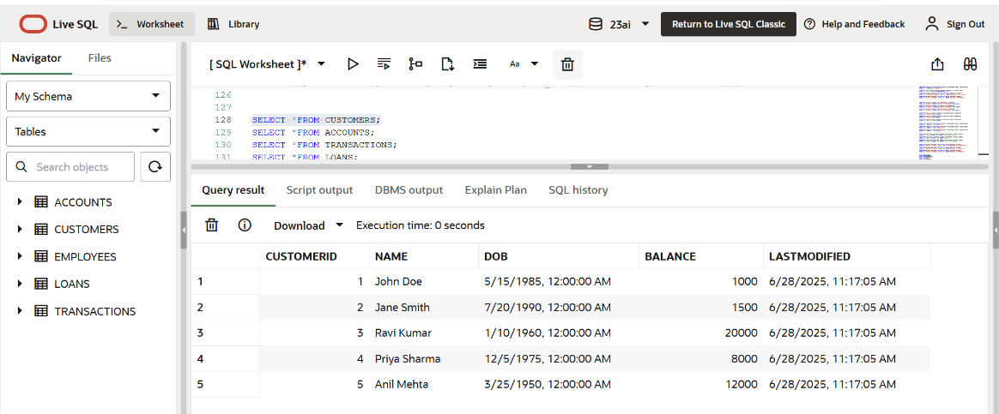 Live SQL
Worksheet
Library
23ai
Return to Live SQL Classic
Help and Feedback
Sign Out
Navigator
Files
My Schema
Tables
Search objects
ACCOUNTS
CUSTOMERS
EMPLOYEES
LOANS
TRANSACTIONS
[ SQL Worksheet ]*
Aa
126
127
128 SELECT *FROM CUSTOMERS;
129 SELECT *FROM ACCOUNTS;
130 SELECT *FROM TRANSACTIONS;
131 SELECT *FROM LOANS;
Query result Script output DBMS output Explain Plan SQL history
Download Execution time: 0 seconds
CUSTOMERID NAME DOB BALANCE LASTMODIFIED
1 1 John Doe 5/15/1985, 12:00:00 AM 1000 6/28/2025, 11:17:05 AM
2 2 Jane Smith 7/20/1990, 12:00:00 AM 1500 6/28/2025, 11:17:05 AM
3 3 Ravi Kumar 1/10/1960, 12:00:00 AM 20000 6/28/2025, 11:17:05 AM
4 4 Priya Sharma 12/5/1975, 12:00:00 AM 8000 6/28/2025, 11:17:05 AM
5 5 Anil Mehta 3/25/1950, 12:00:00 AM 12000 6/28/2025, 11:17:05 AM